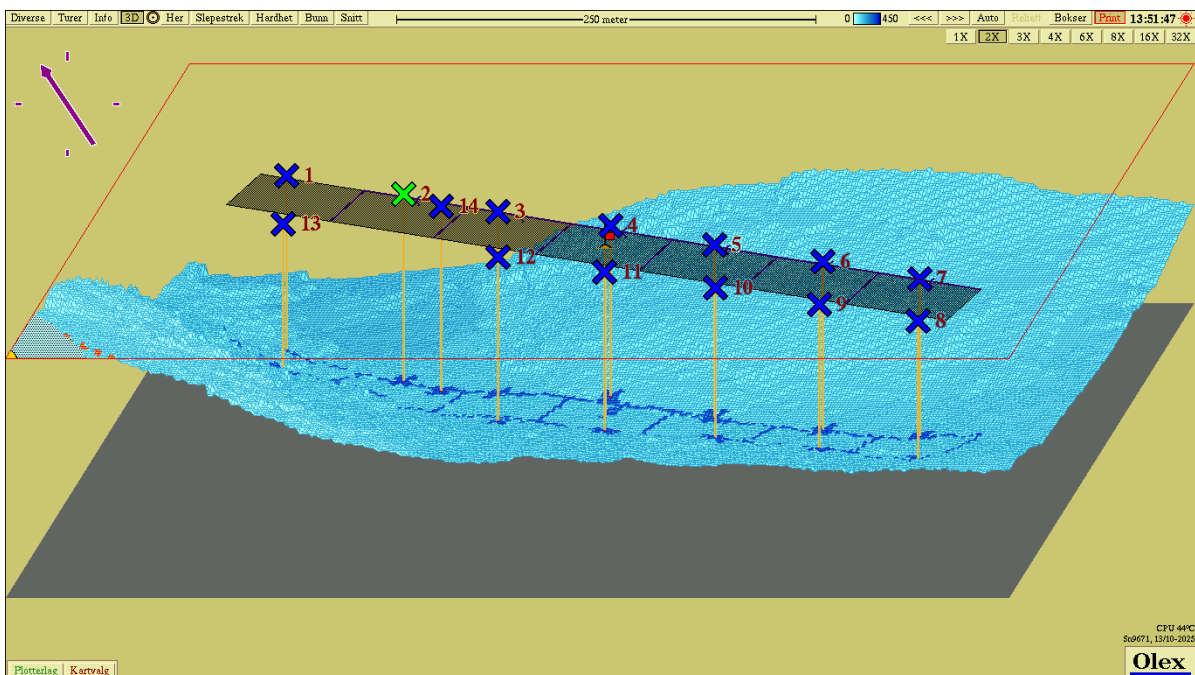 Diverse Turer Info 3D Her Slepestrek Hardhet Bunn Snitt 250 meter 0 450 <<< >>> Auto Relieff Bokser Print 13:51:47
1X 2X 3X 4X 6X 8X 16X 32X
1
2
14
3
13
4
5
12
6
11
7
10
9
8
CPU 44°C
Sn9671, 13/10-2025
Olex
Plotterlag Kartvalg